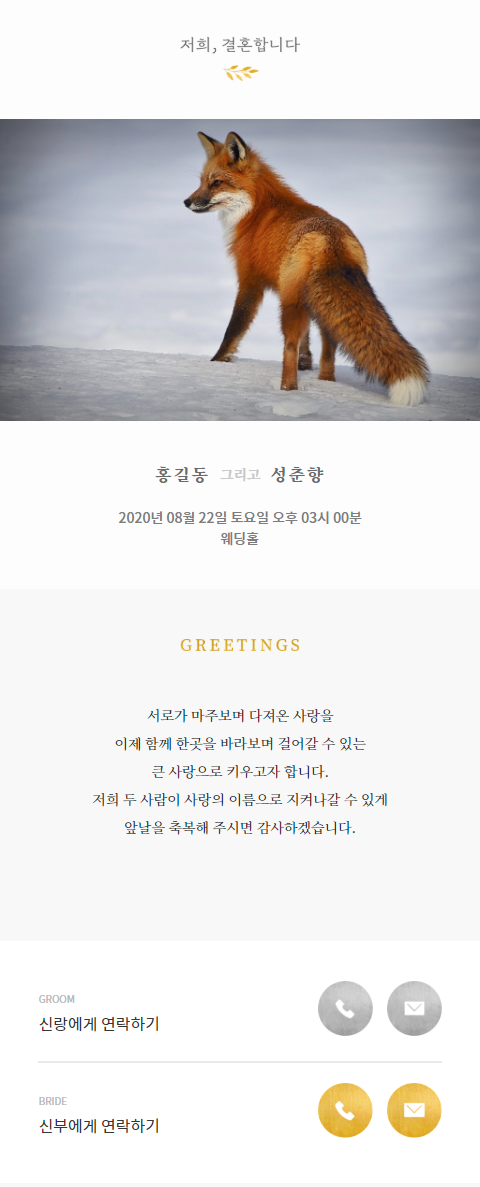 저희, 결혼합니다
홍길동 그리고 성춘향
2020년 08월 22일 토요일 오후 03시 00분
웨딩홀
GREETINGS
서로가 마주보며 다져온 사랑을
이제 함께 한곳을 바라보며 걸어갈 수 있는
큰 사랑으로 키우고자 합니다.
저희 두 사람이 사랑의 이름으로 지켜나갈 수 있게
앞날을 축복해 주시면 감사하겠습니다.
GROOM
신랑에게 연락하기
BRIDE
신부에게 연락하기